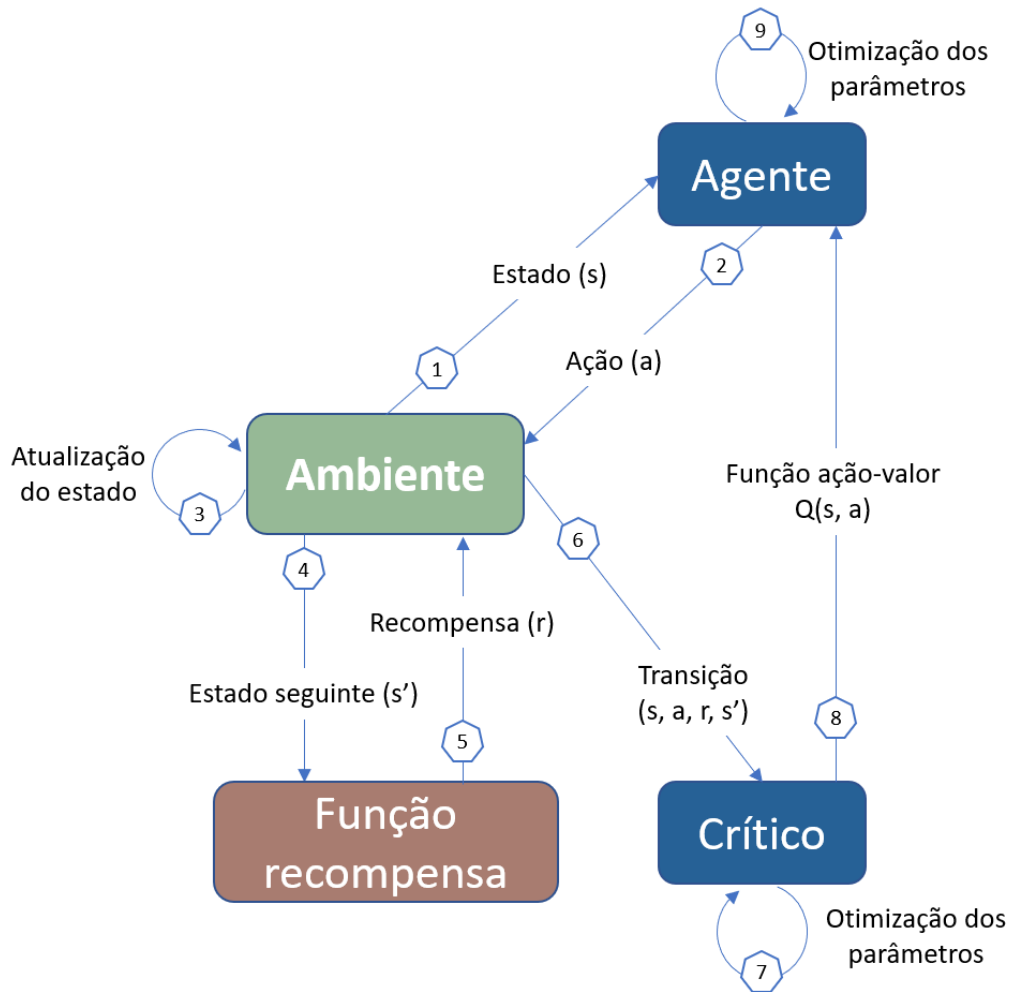 9
Otimização dos
parâmetros
Agente
2
Estado (s)
1
Ação (a)
Atualização
do estado
3
Ambiente
Função ação-valor
Q(s, a)
4
6
Recompensa (r)
Estado seguinte (s’)
Transição
(s, a, r, s’)
5
8
Função
recompensa
Crítico
Otimização dos
parâmetros
7